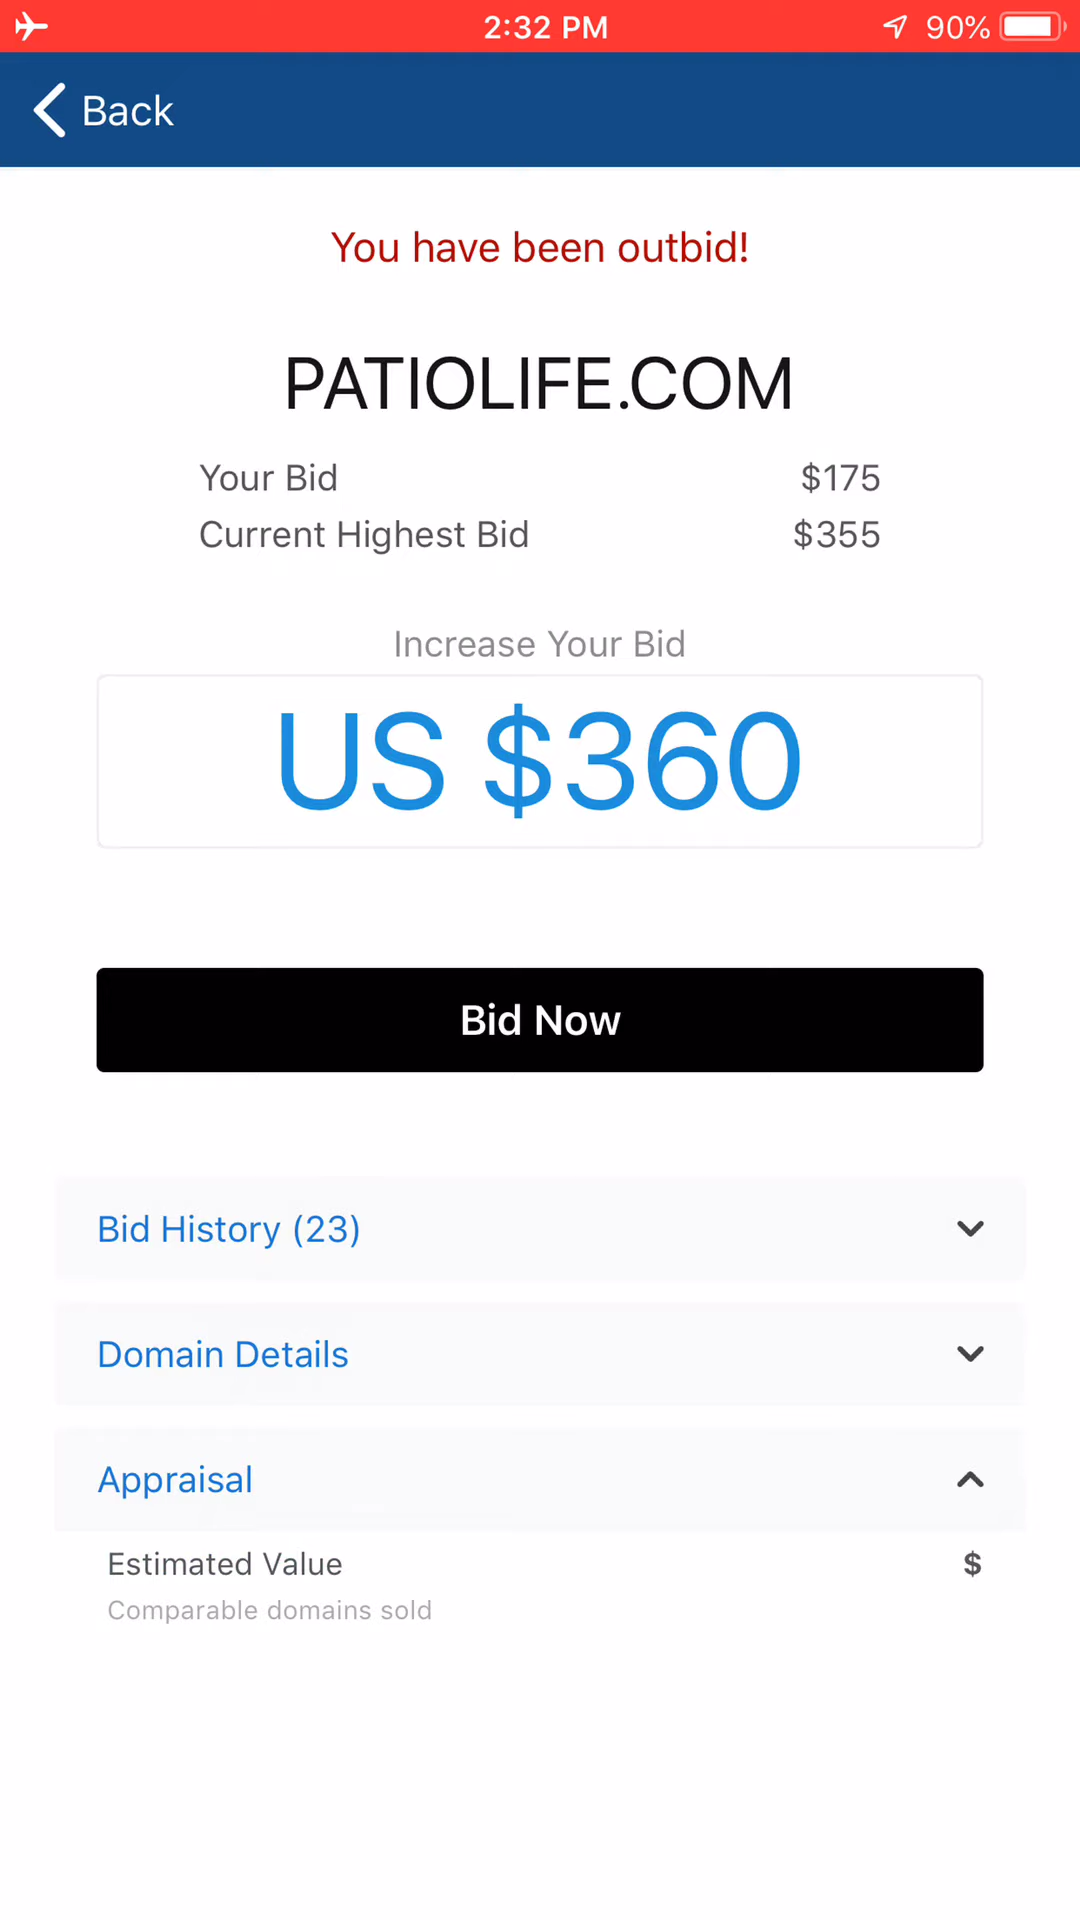 2:32 PM
90%
Back
You have been outbid!
PATIOLIFE.COM
Your Bid $175
Current Highest Bid $355
Increase Your Bid
US $360
Bid Now
Bid History (23)
Domain Details
Appraisal
Estimated Value $
Comparable domains sold